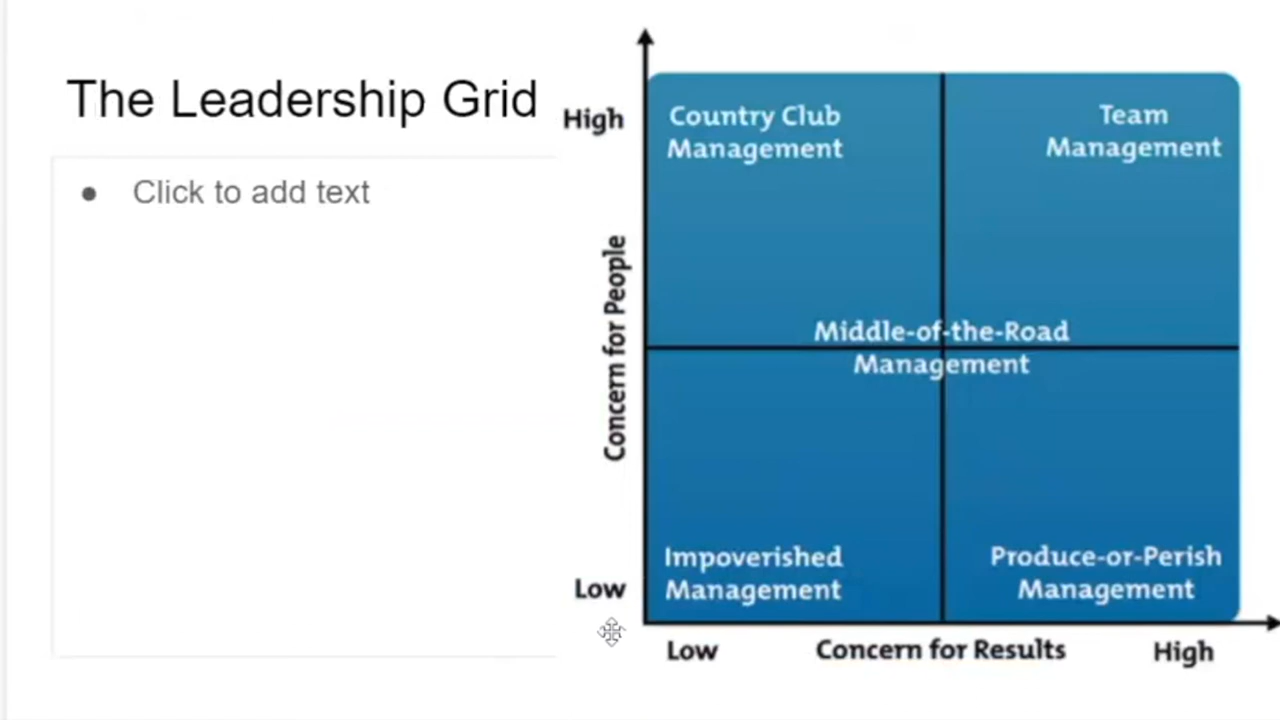 The Leadership Grid
● Click to add text
High
Country Club
Management
Team
Management
Concern for People
Middle-of-the-Road
Management
Impoverished
Management
Produce-or-Perish
Management
Low
Low
Concern for Results
High